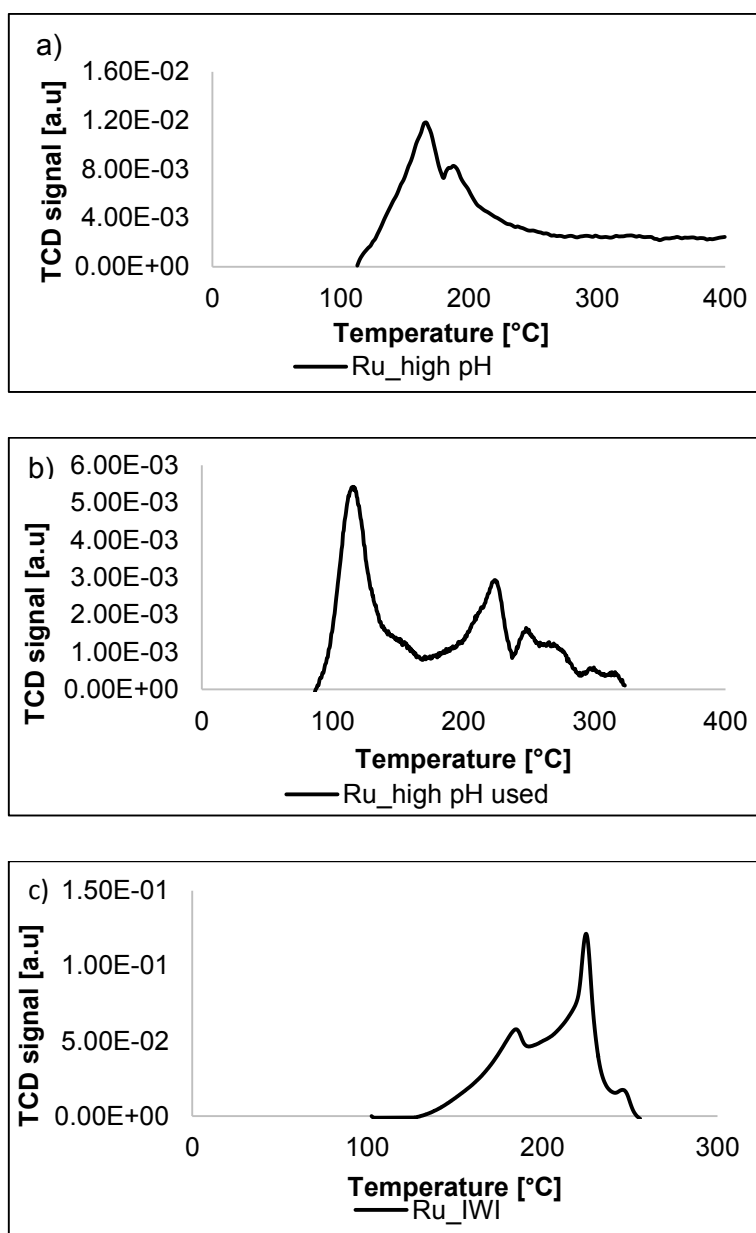 a)
TCD signal [a.u]
1.60E-02
1.20E-02
8.00E-03
4.00E-03
0.00E+00
0 100 200 300 400
Temperature [°C]
Ru_high pH
b)
TCD signal [a.u]
6.00E-03
5.00E-03
4.00E-03
3.00E-03
2.00E-03
1.00E-03
0.00E+00
0 100 200 300 400
Temperature [°C]
Ru_high pH used
c)
TCD signal [a.u]
1.50E-01
1.00E-01
5.00E-02
0.00E+00
0 100 200 300
Temperature [°C]
Ru_IWI